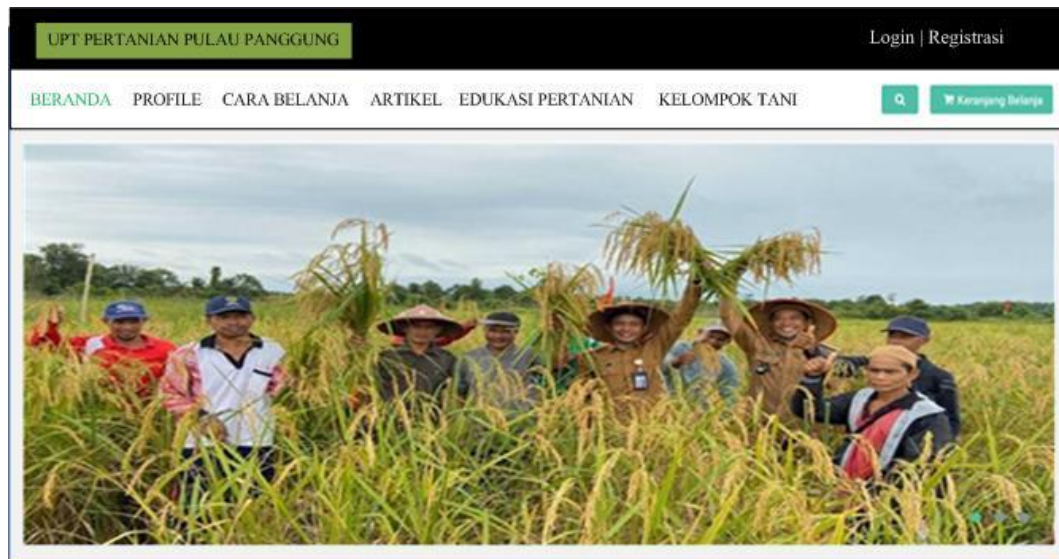 UPT PERTANIAN PULAU PANGGUNG
Login | Registrasi
BERANDA PROFILE CARA BELANJA ARTIKEL EDUKASI PERTANIAN KELOMPOK TANI
Keranjang Belanja